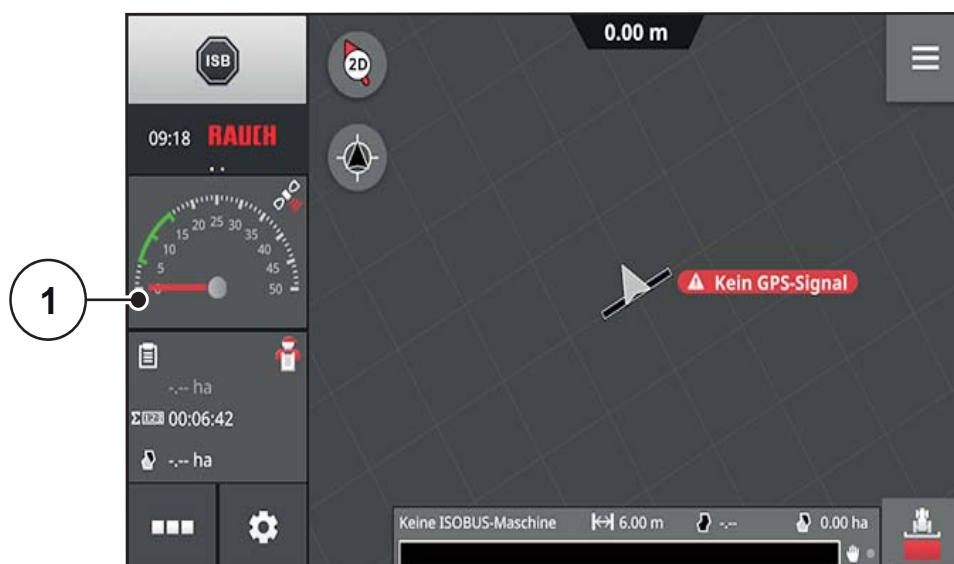 0.00 m
ISB
2D
09:18 RAUCH
0 5 10 15 20 25 30 35 40 45 50
1
Kein GPS-Signal
-.-- ha
Σ 123 00:06:42
-.-- ha
Keine ISOBUS-Maschine 6.00 m -.-- 0.00 ha